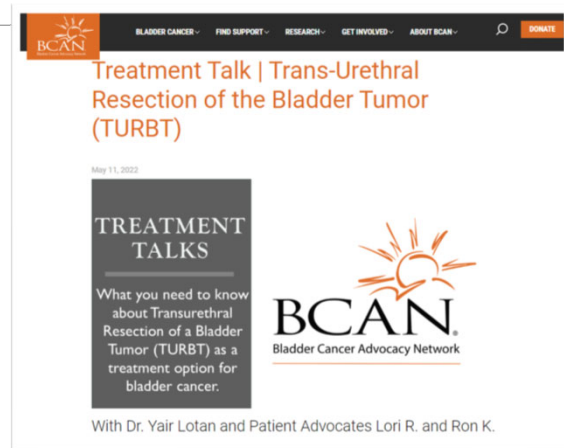 BCAN
BLADDER CANCER FIND SUPPORT RESEARCH GET INVOLVED ABOUT BCAN DONATE
Treatment Talk | Trans-Urethral
Resection of the Bladder Tumor
(TURBT)
May 11, 2022
TREATMENT
TALKS
What you need to know
about Transurethral
Resection of a Bladder
Tumor (TURBT) as a
treatment option for
bladder cancer.
BCAN
Bladder Cancer Advocacy Network
With Dr. Yair Lotan and Patient Advocates Lori R. and Ron K.